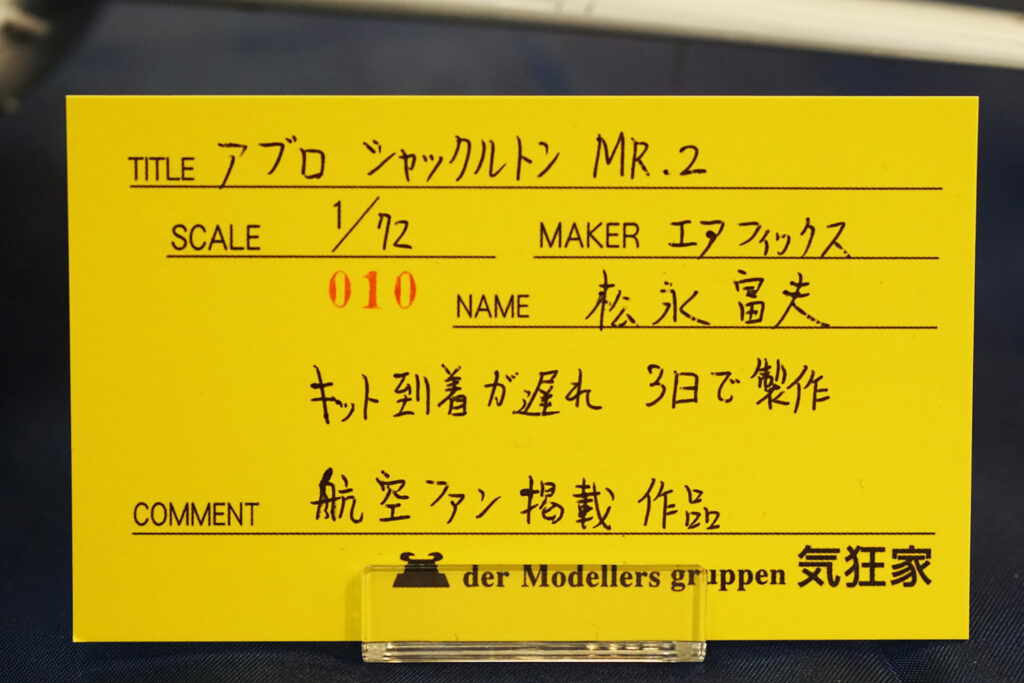 TITLE アブロ シャックルトン MR.2
SCALE 1/72 MAKER エアフィックス
010 NAME 松永富夫
キット到着が遅れ 3日で製作
COMMENT 航空ファン掲載作品
der Modellers gruppen 気狂家